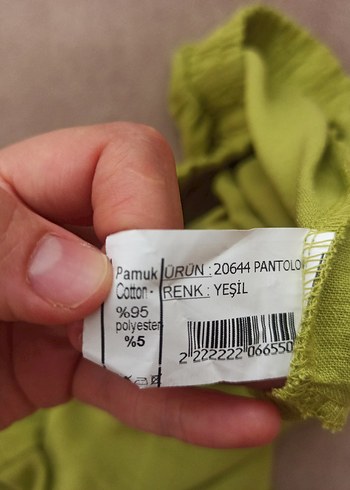 Pamuk
Cotton -
%95
polyester
%5
ÜRÜN : 20644 PANTOLO
RENK : YEŞİL
2 222222 066550